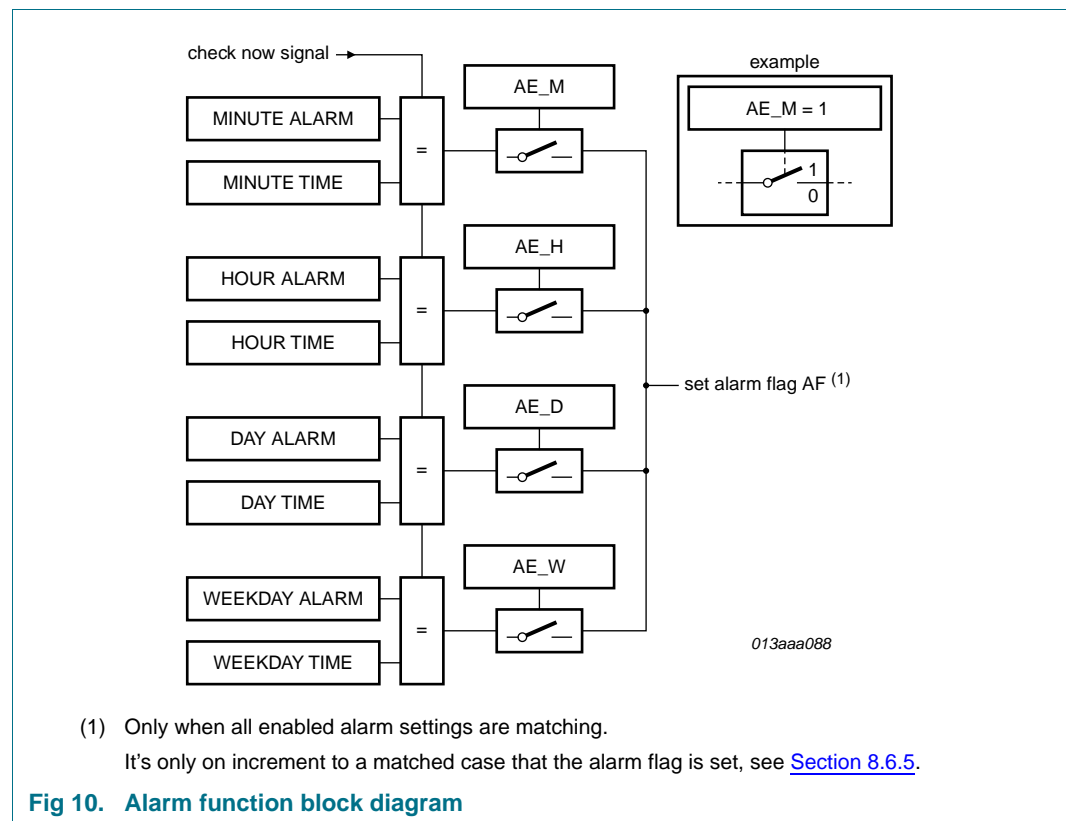 check now signal
example
AE_M
AE_M = 1
MINUTE ALARM
=
MINUTE TIME
1
0
AE_H
HOUR ALARM
=
HOUR TIME
set alarm flag AF (1)
AE_D
DAY ALARM
=
DAY TIME
AE_W
WEEKDAY ALARM
=
WEEKDAY TIME
013aaa088
(1) Only when all enabled alarm settings are matching.
It's only on increment to a matched case that the alarm flag is set, see Section 8.6.5.
Fig 10. Alarm function block diagram